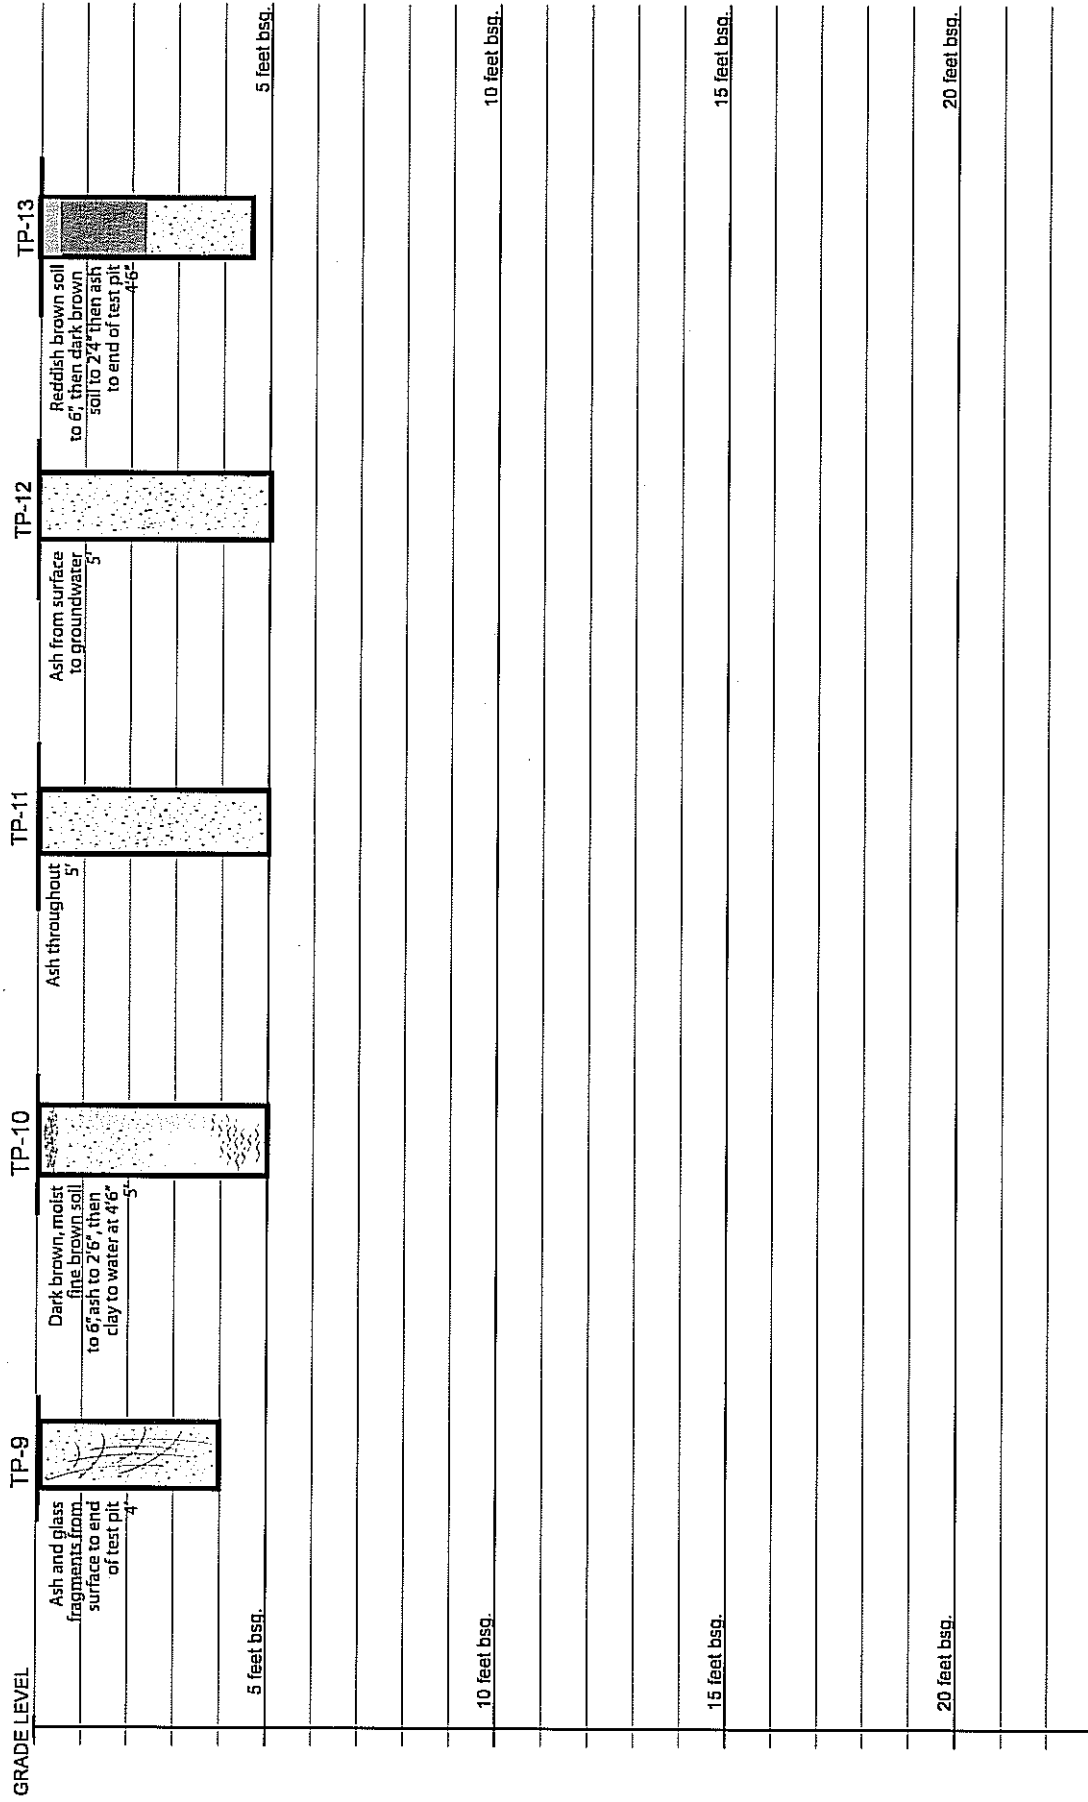 GRADE LEVEL
TP-9
TP-10
TP-11
TP-12
TP-13
Ash and glass
fragments from
surface to end
of test pit
4'
Dark brown, moist
fine brown soil
to 6", ash to 2'6", then
clay to water at 4'6"
5'
Ash throughout
5'
Ash from surface
to groundwater
5'
Reddish brown soil
to 6", then dark brown
soil to 2'4" then ash
to end of test pit
4'6"
5 feet bsg.
5 feet bsg.
10 feet bsg.
10 feet bsg.
15 feet bsg.
15 feet bsg.
20 feet bsg.
20 feet bsg.